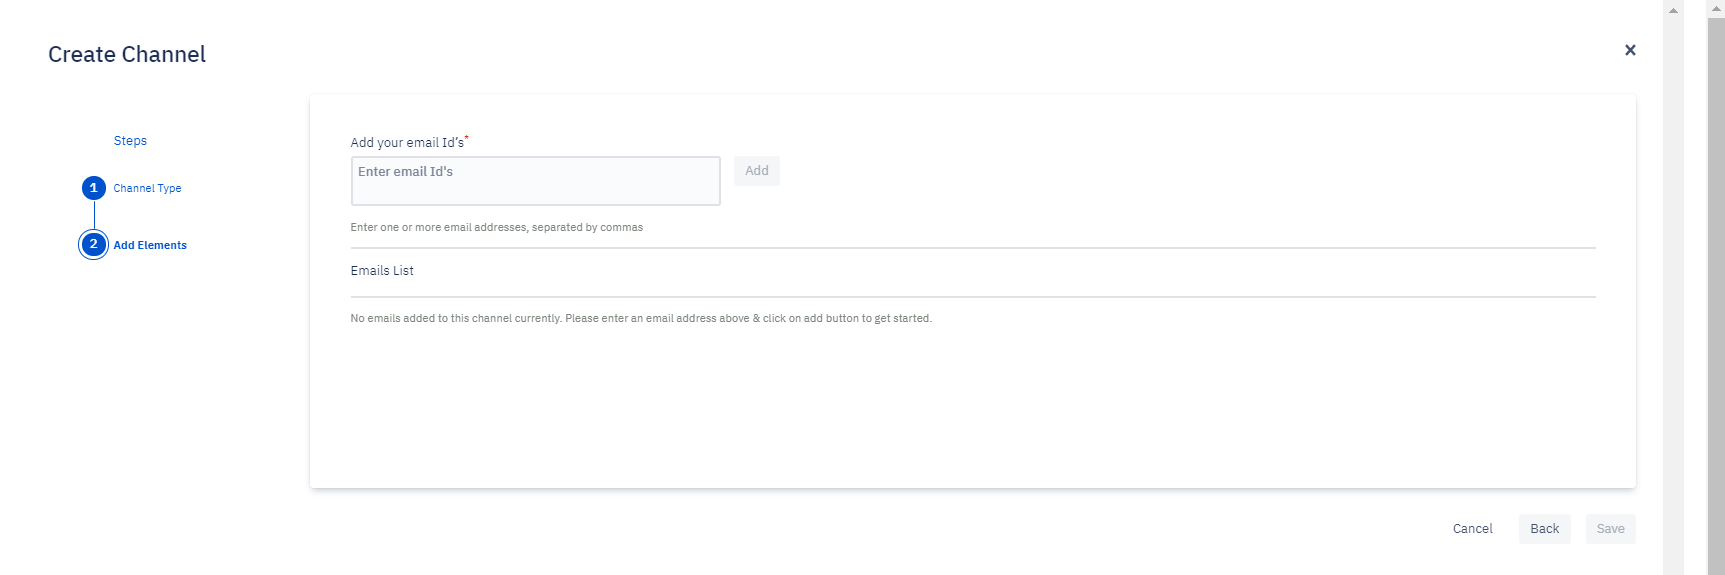 Create Channel
×
Steps
1 Channel Type
2 Add Elements
Add your email Id’s*
Enter email Id's
Add
Enter one or more email addresses, separated by commas
Emails List
No emails added to this channel currently. Please enter an email address above & click on add button to get started.
Cancel Back Save